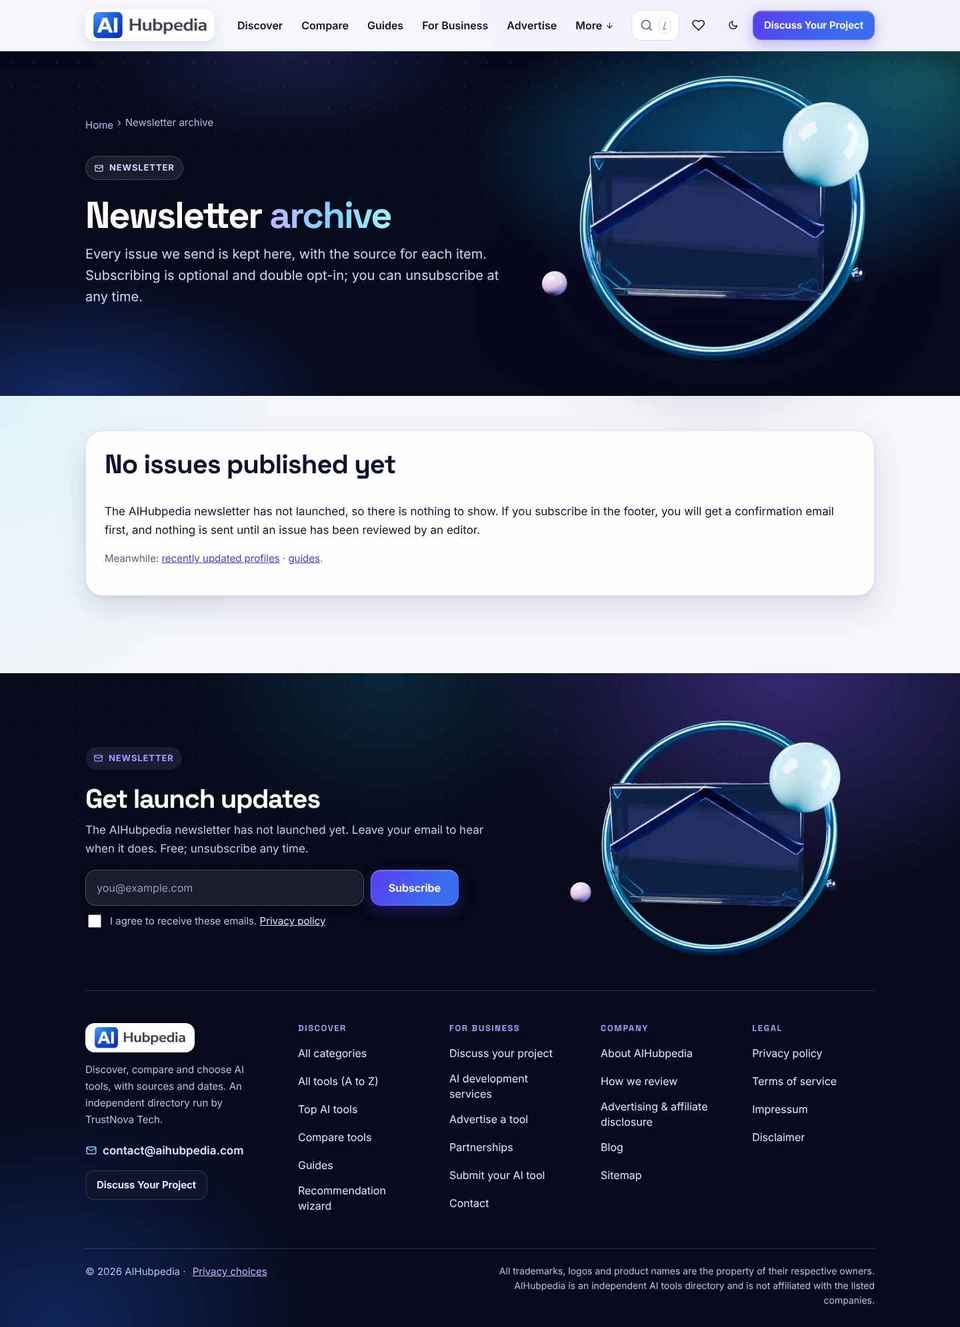 AI Hubpedia
Discover Compare Guides For Business Advertise More ↓ / Discuss Your Project
Home › Newsletter archive
NEWSLETTER
Newsletter archive
Every issue we send is kept here, with the source for each item.
Subscribing is optional and double opt-in; you can unsubscribe at
any time.
No issues published yet
The AIHubpedia newsletter has not launched, so there is nothing to show. If you subscribe in the footer, you will get a confirmation email
first, and nothing is sent until an issue has been reviewed by an editor.
Meanwhile: recently updated profiles · guides.
NEWSLETTER
Get launch updates
The AIHubpedia newsletter has not launched yet. Leave your email to hear
when it does. Free; unsubscribe any time.
you@example.com
Subscribe
I agree to receive these emails. Privacy policy
AI Hubpedia
Discover, compare and choose AI
tools, with sources and dates. An
independent directory run by
TrustNova Tech.
contact@aihubpedia.com
Discuss Your Project
DISCOVER
All categories
All tools (A to Z)
Top AI tools
Compare tools
Guides
Recommendation
wizard
FOR BUSINESS
Discuss your project
AI development
services
Advertise a tool
Partnerships
Submit your AI tool
Contact
COMPANY
About AIHubpedia
How we review
Advertising & affiliate
disclosure
Blog
Sitemap
LEGAL
Privacy policy
Terms of service
Impressum
Disclaimer
© 2026 AIHubpedia · Privacy choices
All trademarks, logos and product names are the property of their respective owners.
AIHubpedia is an independent AI tools directory and is not affiliated with the listed
companies.